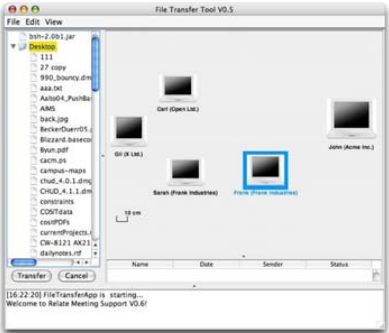 File Transfer Tool V0.5
File Edit View
bsh-2.0b1.jar
Desktop
111
27 copy
990_bouncy.dm
aaa.txt
Aalto04_PushBa
AIMS
back.jpg
BeckerDuerr05.
Blizzard.baseco
Byun.pdf
cacm.ps
campus-maps
chud_4.0.1.dmg
CHUD_4.1.1.dm
constraints
COSITdata
costPDFs
currentProjects.
CW-8121 AX21
dailynotes.rtf
Carl (Open Ltd.)
Gil (X Ltd.)
John (Acme Inc.)
Sarah (Frank Industries)
Frank (Frank Industries)
10 cm
Transfer Cancel
Name Date Sender Status
[16:22:20] FileTransferApp is starting...
Welcome to Relate Meeting Support V0.6!